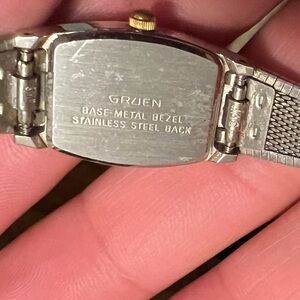 GRUEN
BASE-METAL BEZEL
STAINLESS STEEL BACK